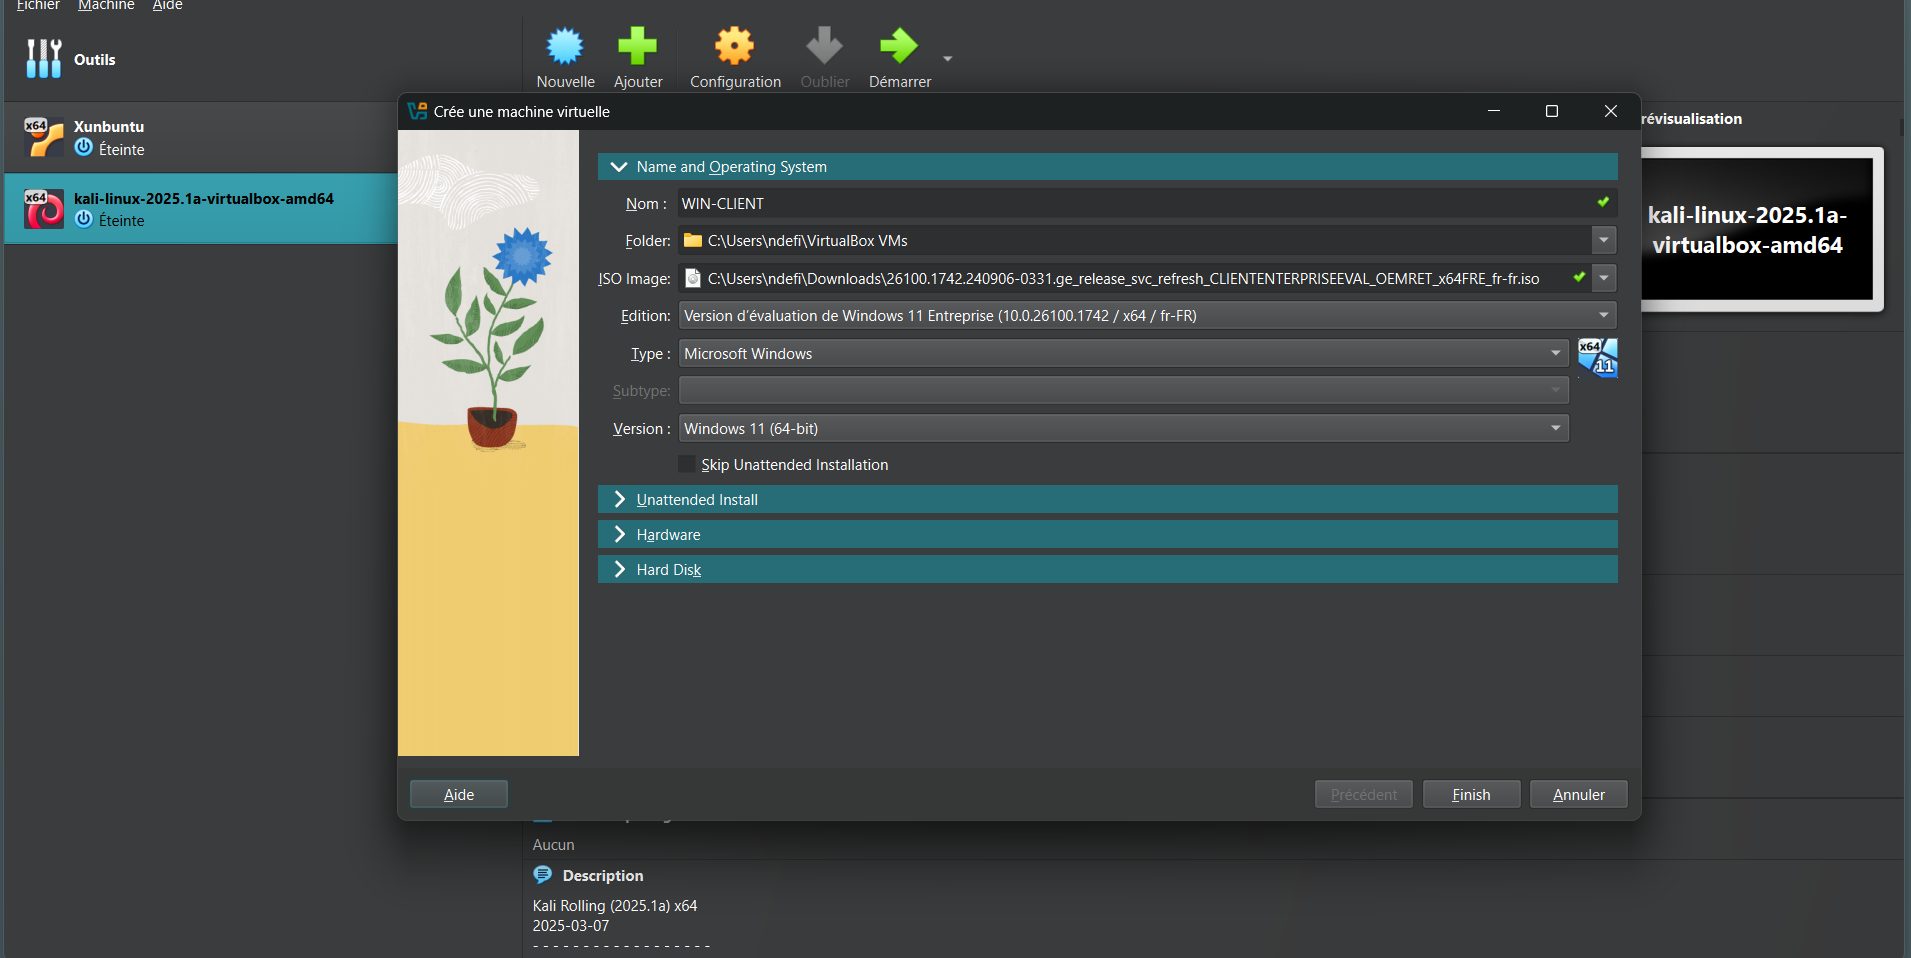 Fichier Machine Aide
Outils
Nouvelle Ajouter Configuration Oublier Démarrer
x64 Xunbuntu
Éteinte
x64 kali-linux-2025.1a-virtualbox-amd64
Éteinte
Crée une machine virtuelle
Name and Operating System
Nom : WIN-CLIENT
Folder: C:\Users\ndefi\VirtualBox VMs
ISO Image: C:\Users\ndefi\Downloads\26100.1742.240906-0331.ge_release_svc_refresh_CLIENTENTERPRISEEVAL_OEMRET_x64FRE_fr-fr.iso
Edition: Version d'évaluation de Windows 11 Entreprise (10.0.26100.1742 / x64 / fr-FR)
Type : Microsoft Windows
x64
11
Subtype:
Version : Windows 11 (64-bit)
Skip Unattended Installation
Unattended Install
Hardware
Hard Disk
Aide Précédent Finish Annuler
révisualisation
kali-linux-2025.1a-
virtualbox-amd64
Aucun
Description
Kali Rolling (2025.1a) x64
2025-03-07
- - - - - - - - - - - - - - - - - -